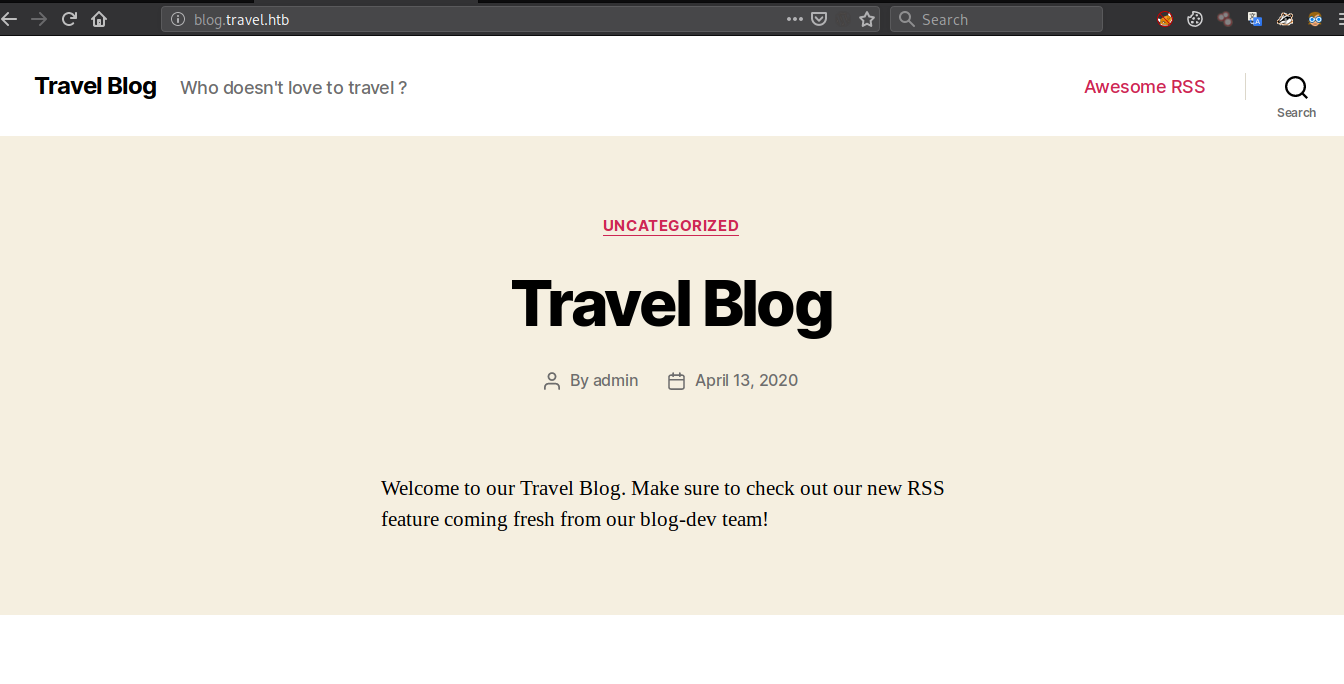 blog.travel.htb
Search
Travel Blog Who doesn't love to travel ? Awesome RSS
Search
UNCATEGORIZED
Travel Blog
By admin April 13, 2020
Welcome to our Travel Blog. Make sure to check out our new RSS
feature coming fresh from our blog-dev team!